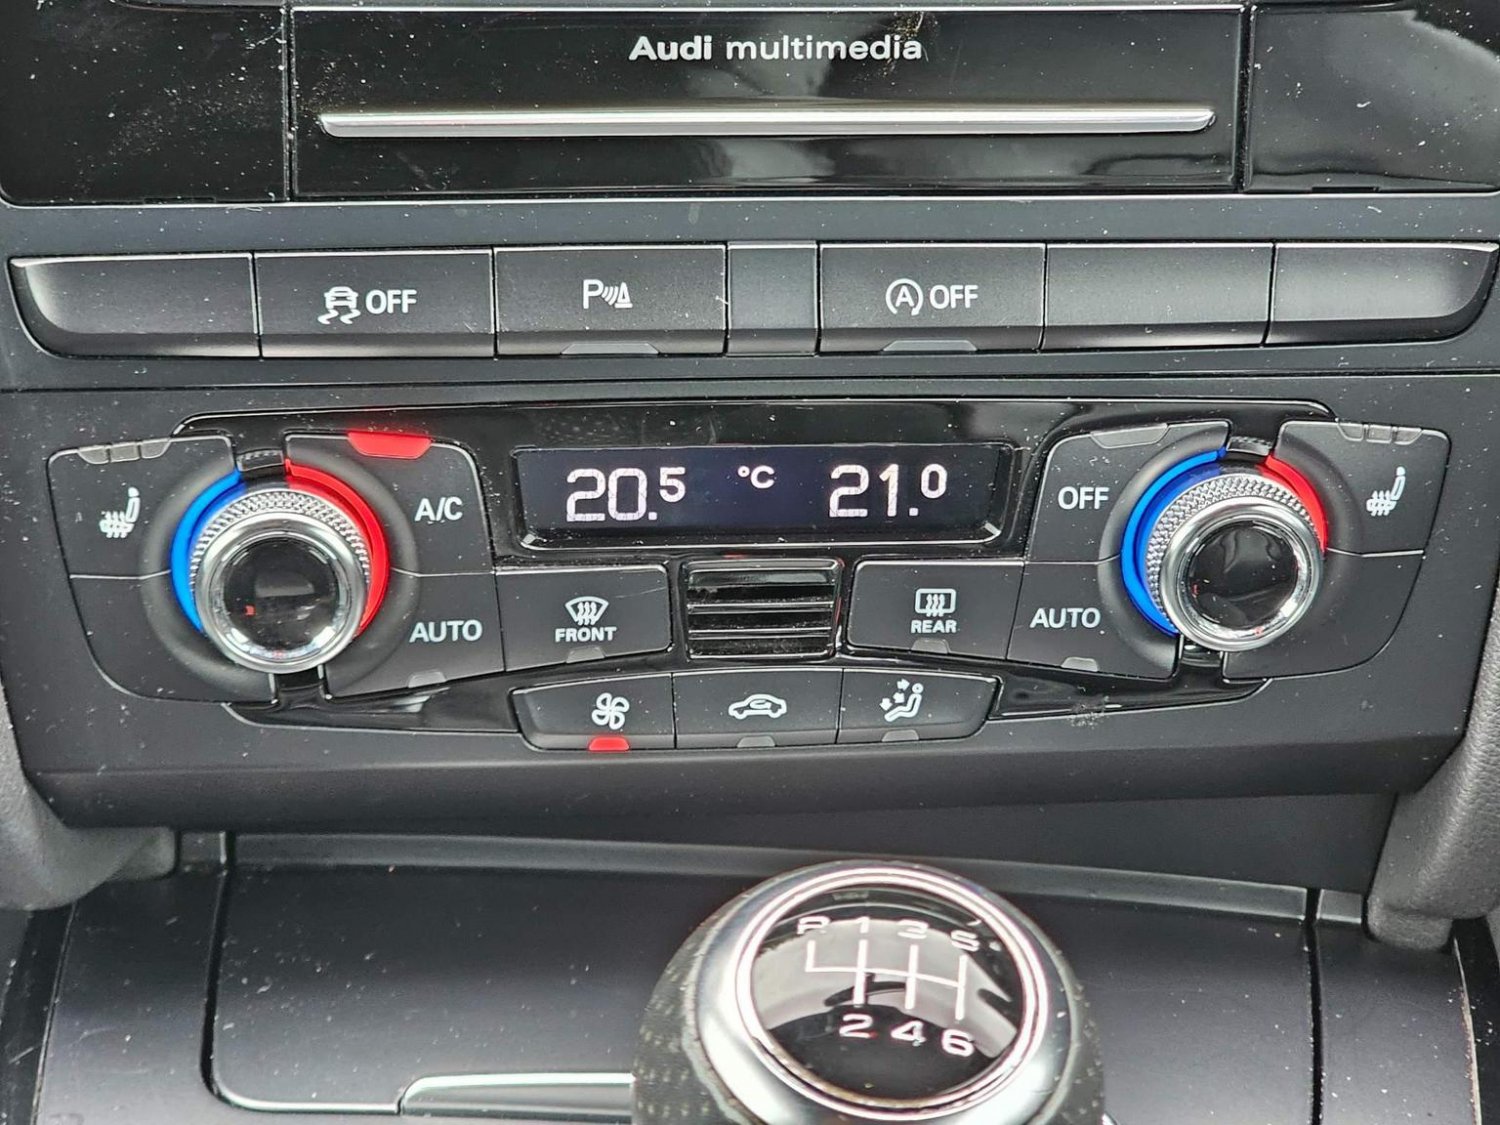 Audi multimedia
OFF
P
A OFF
A/C
20.5 °C 21.0
OFF
AUTO
FRONT
REAR
AUTO
R 1 3 5
2 4 6